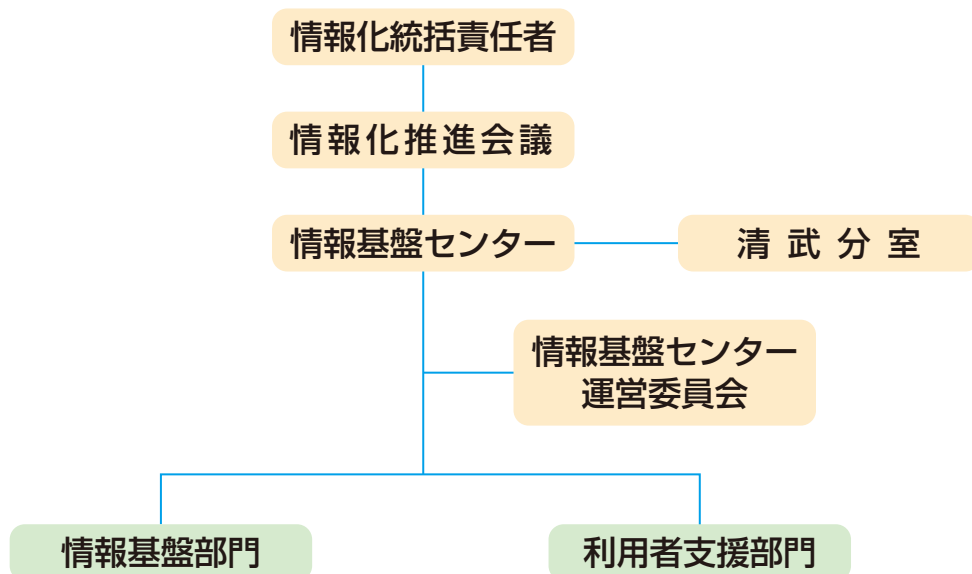 情報化統括責任者
情報化推進会議
情報基盤センター
清武分室
情報基盤センター
運営委員会
情報基盤部門
利用者支援部門